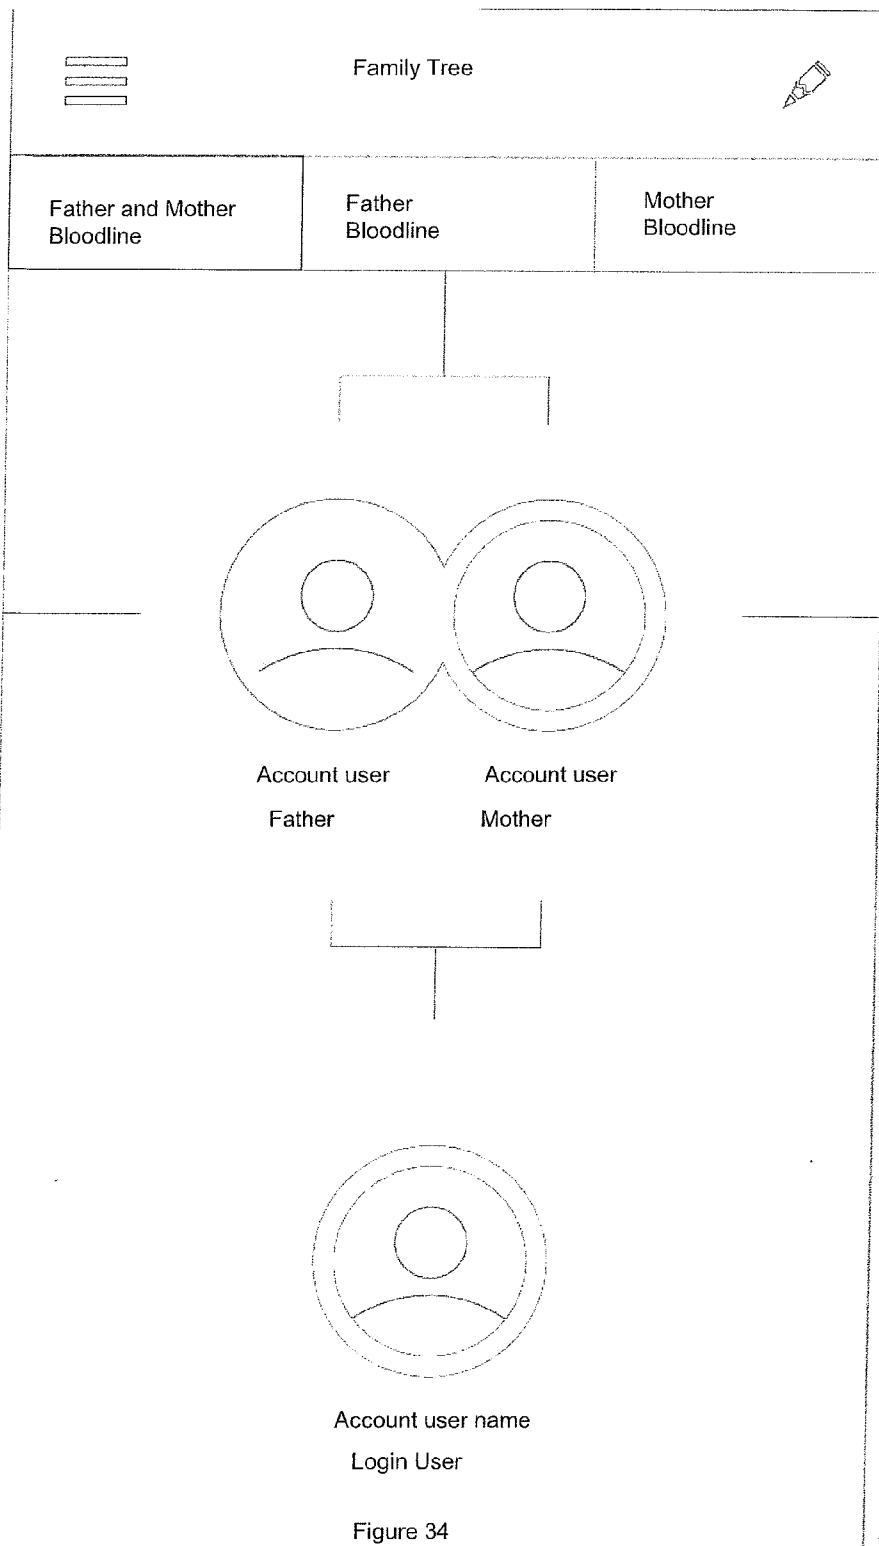 Family Tree
Father and Mother
Bloodline
Father
Bloodline
Mother
Bloodline
Account user
Account user
Father
Mother
Account user name
Login User
Figure 34